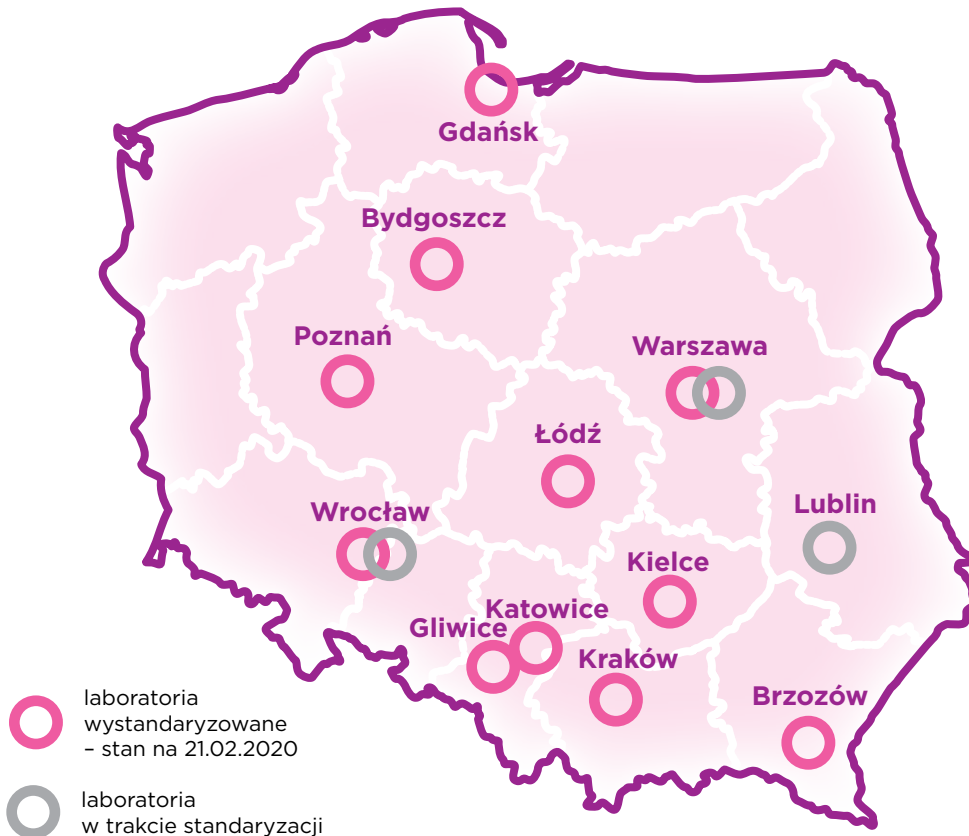 Gdańsk
Bydgoszcz
Poznań
Warszawa
Łódź
Wrocław
Lublin
Kielce
Katowice
Gliwice
Kraków
Brzozów
laboratoria
wystandaryzowane
– stan na 21.02.2020
laboratoria
w trakcie standaryzacji